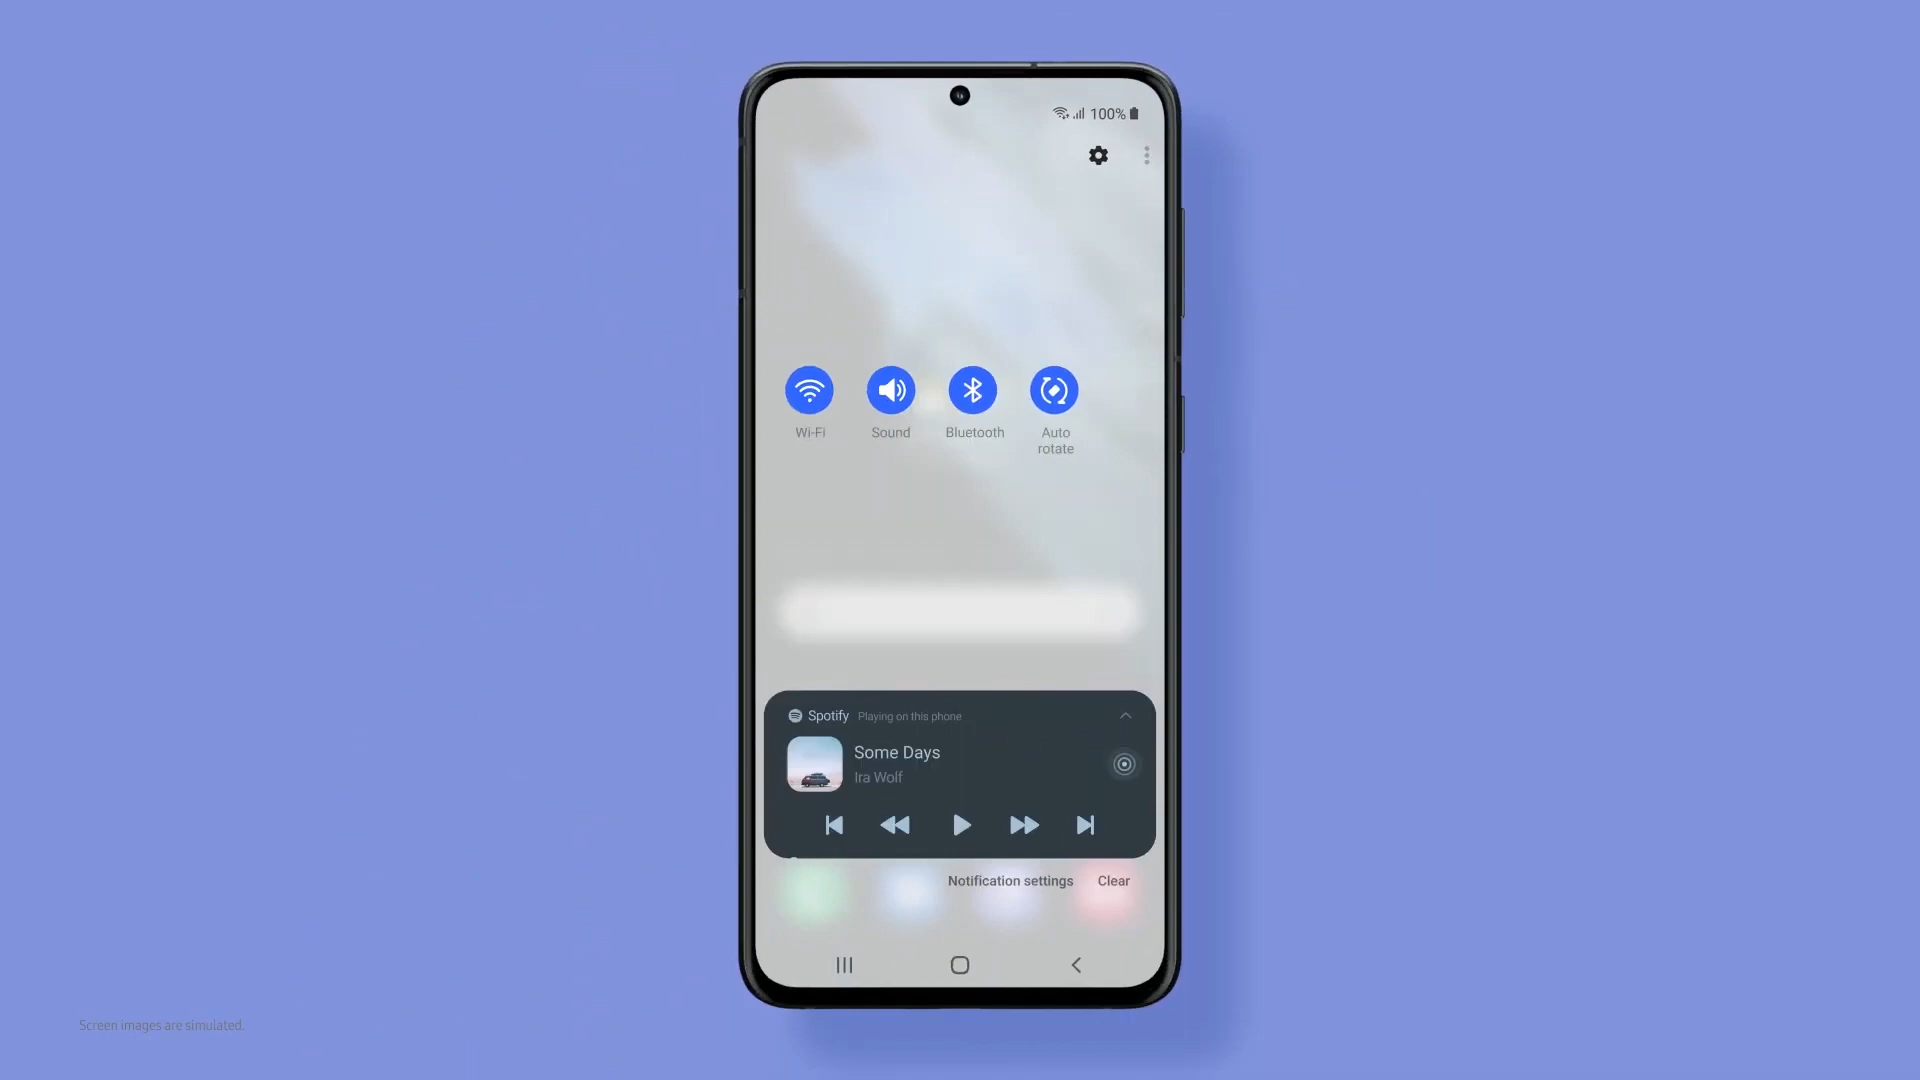 100%
Wi-Fi
Sound
Bluetooth
Auto
rotate
Spotify Playing on this phone
Some Days
Ira Wolf
Notification settings Clear
Screen images are simulated.